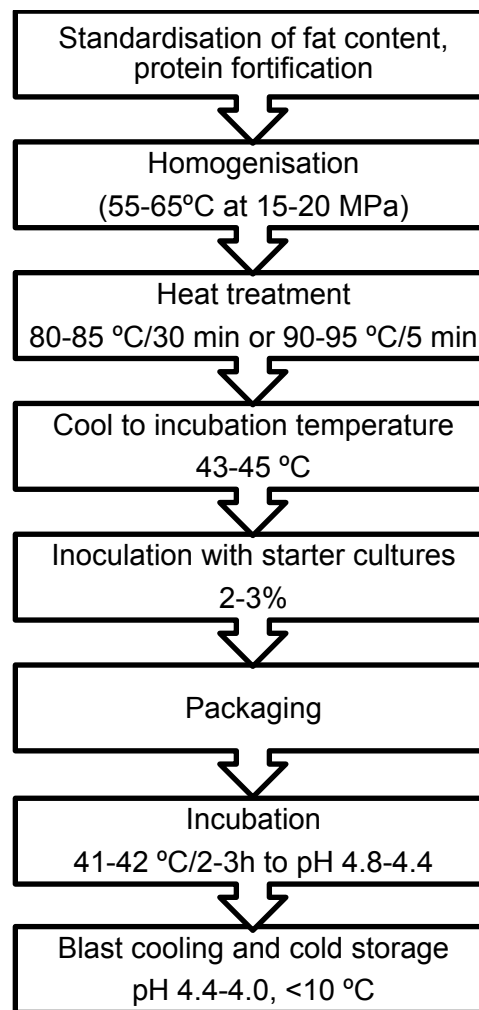 Standardisation of fat content,
protein fortification
Homogenisation
(55-65ºC at 15-20 MPa)
Heat treatment
80-85 ºC/30 min or 90-95 ºC/5 min
Cool to incubation temperature
43-45 ºC
Inoculation with starter cultures
2-3%
Packaging
Incubation
41-42 ºC/2-3h to pH 4.8-4.4
Blast cooling and cold storage
pH 4.4-4.0, <10 ºC